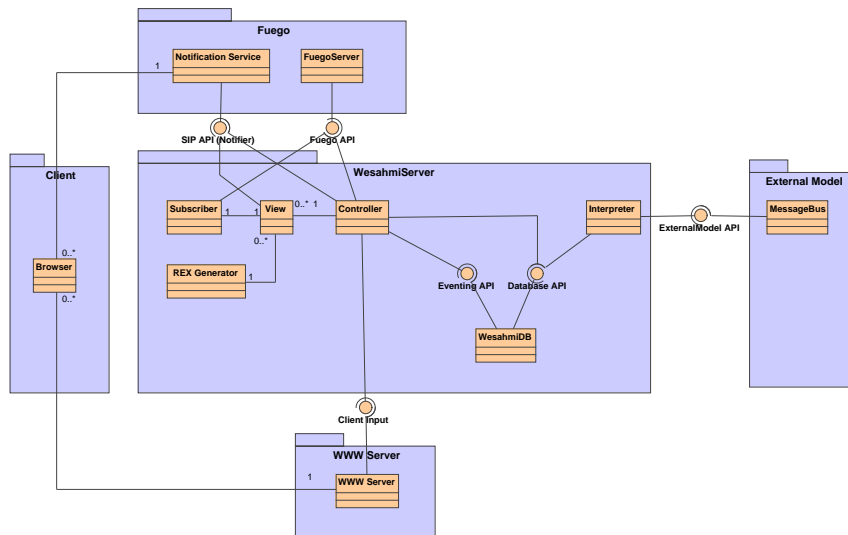 Fuego
Notification Service
FuegoServer
1
SIP API (Notifier)
Fuego API
Client
WesahmiServer
External Model
Subscriber
1
1
View
0..*
1
Controller
Interpreter
ExternalModel API
MessageBus
0..*
0..*
Browser
0..*
REX Generator
1
Eventing API
Database API
WesahmiDB
Client Input
WWW Server
1
WWW Server